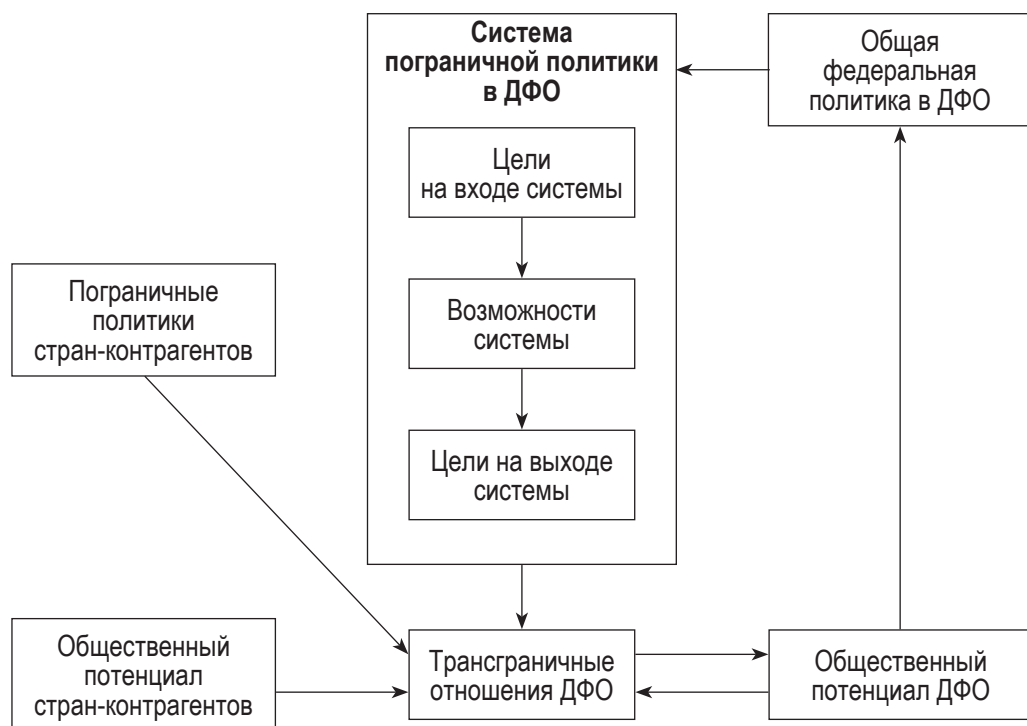 Система
пограничной политики
в ДФО
Цели
на входе системы
Возможности
системы
Цели на выходе
системы
Общая
федеральная
политика в ДФО
Пограничные
политики
стран-контрагентов
Общественный
потенциал
стран-контрагентов
Трансграничные
отношения ДФО
Общественный
потенциал ДФО